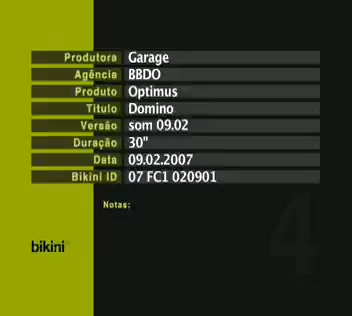 Produtora Garage
Agência BBDO
Produto Optimus
Título Domino
Versão som 09.02
Duração 30"
Data 09.02.2007
Bikini ID 07 FC1 020901
Notas:
4
bikini